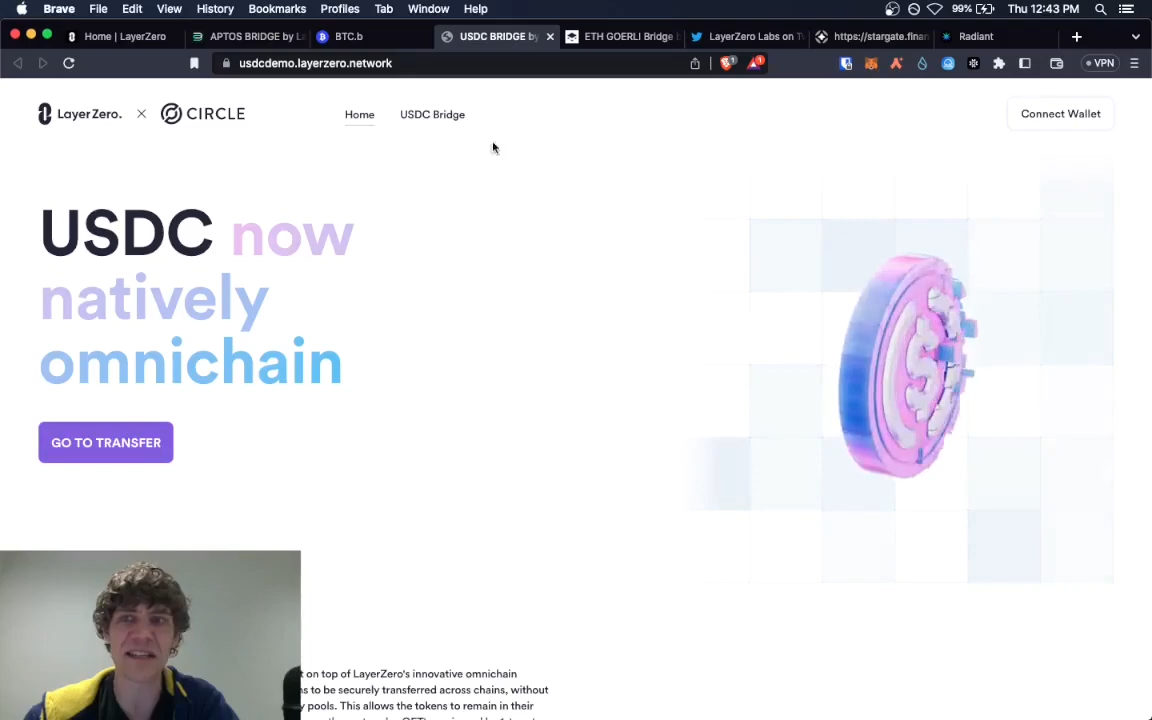 Brave File Edit View History Bookmarks Profiles Tab Window Help 99% Thu 12:43 PM
Home | LayerZero APTOS BRIDGE by L BTC.b USDC BRIDGE by ETH GOERLI Bridge LayerZero Labs on https://stargate.finan Radiant
usdcdemo.layerzero.network 1 1 VPN
LayerZero. CIRCLE Home USDC Bridge Connect Wallet
USDC now
natively
omnichain
GO TO TRANSFER
t on top of LayerZero's innovative omnichain
to be securely transferred across chains, without
pools. This allows the tokens to remain in their